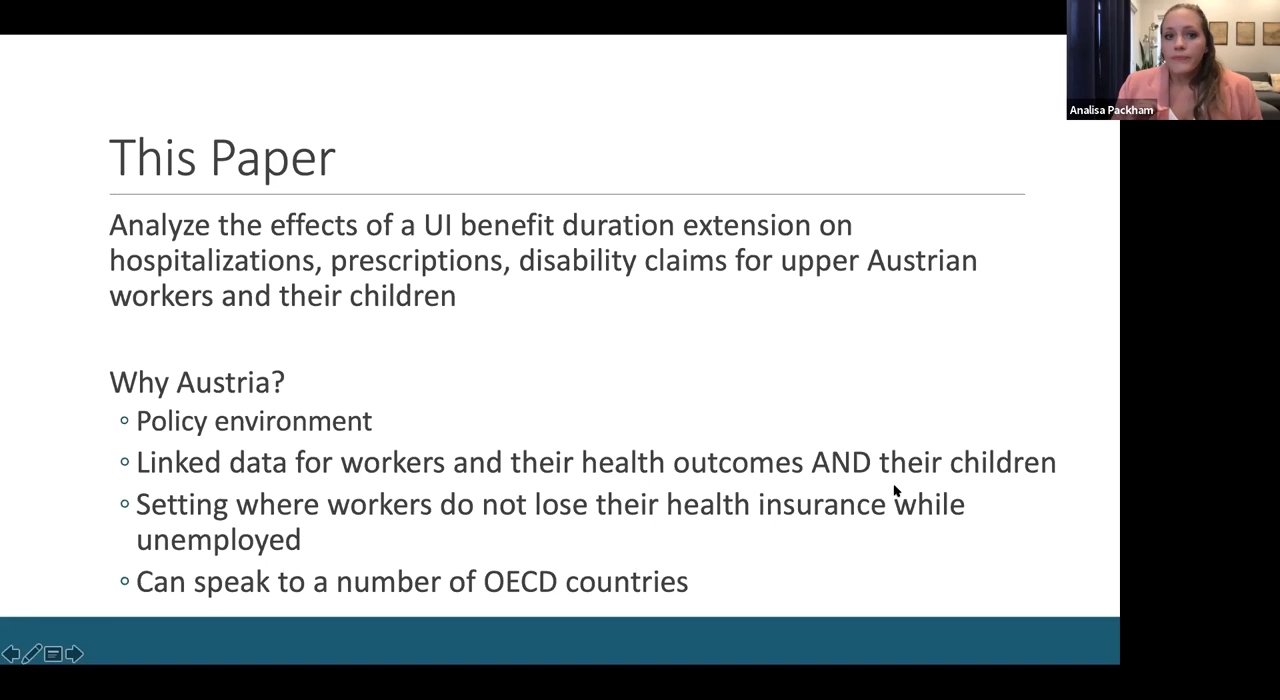 This Paper
Analyze the effects of a UI benefit duration extension on
hospitalizations, prescriptions, disability claims for upper Austrian
workers and their children
Why Austria?
Policy environment
Linked data for workers and their health outcomes AND their children
Setting where workers do not lose their health insurance while
unemployed
Can speak to a number of OECD countries
Analisa Packham